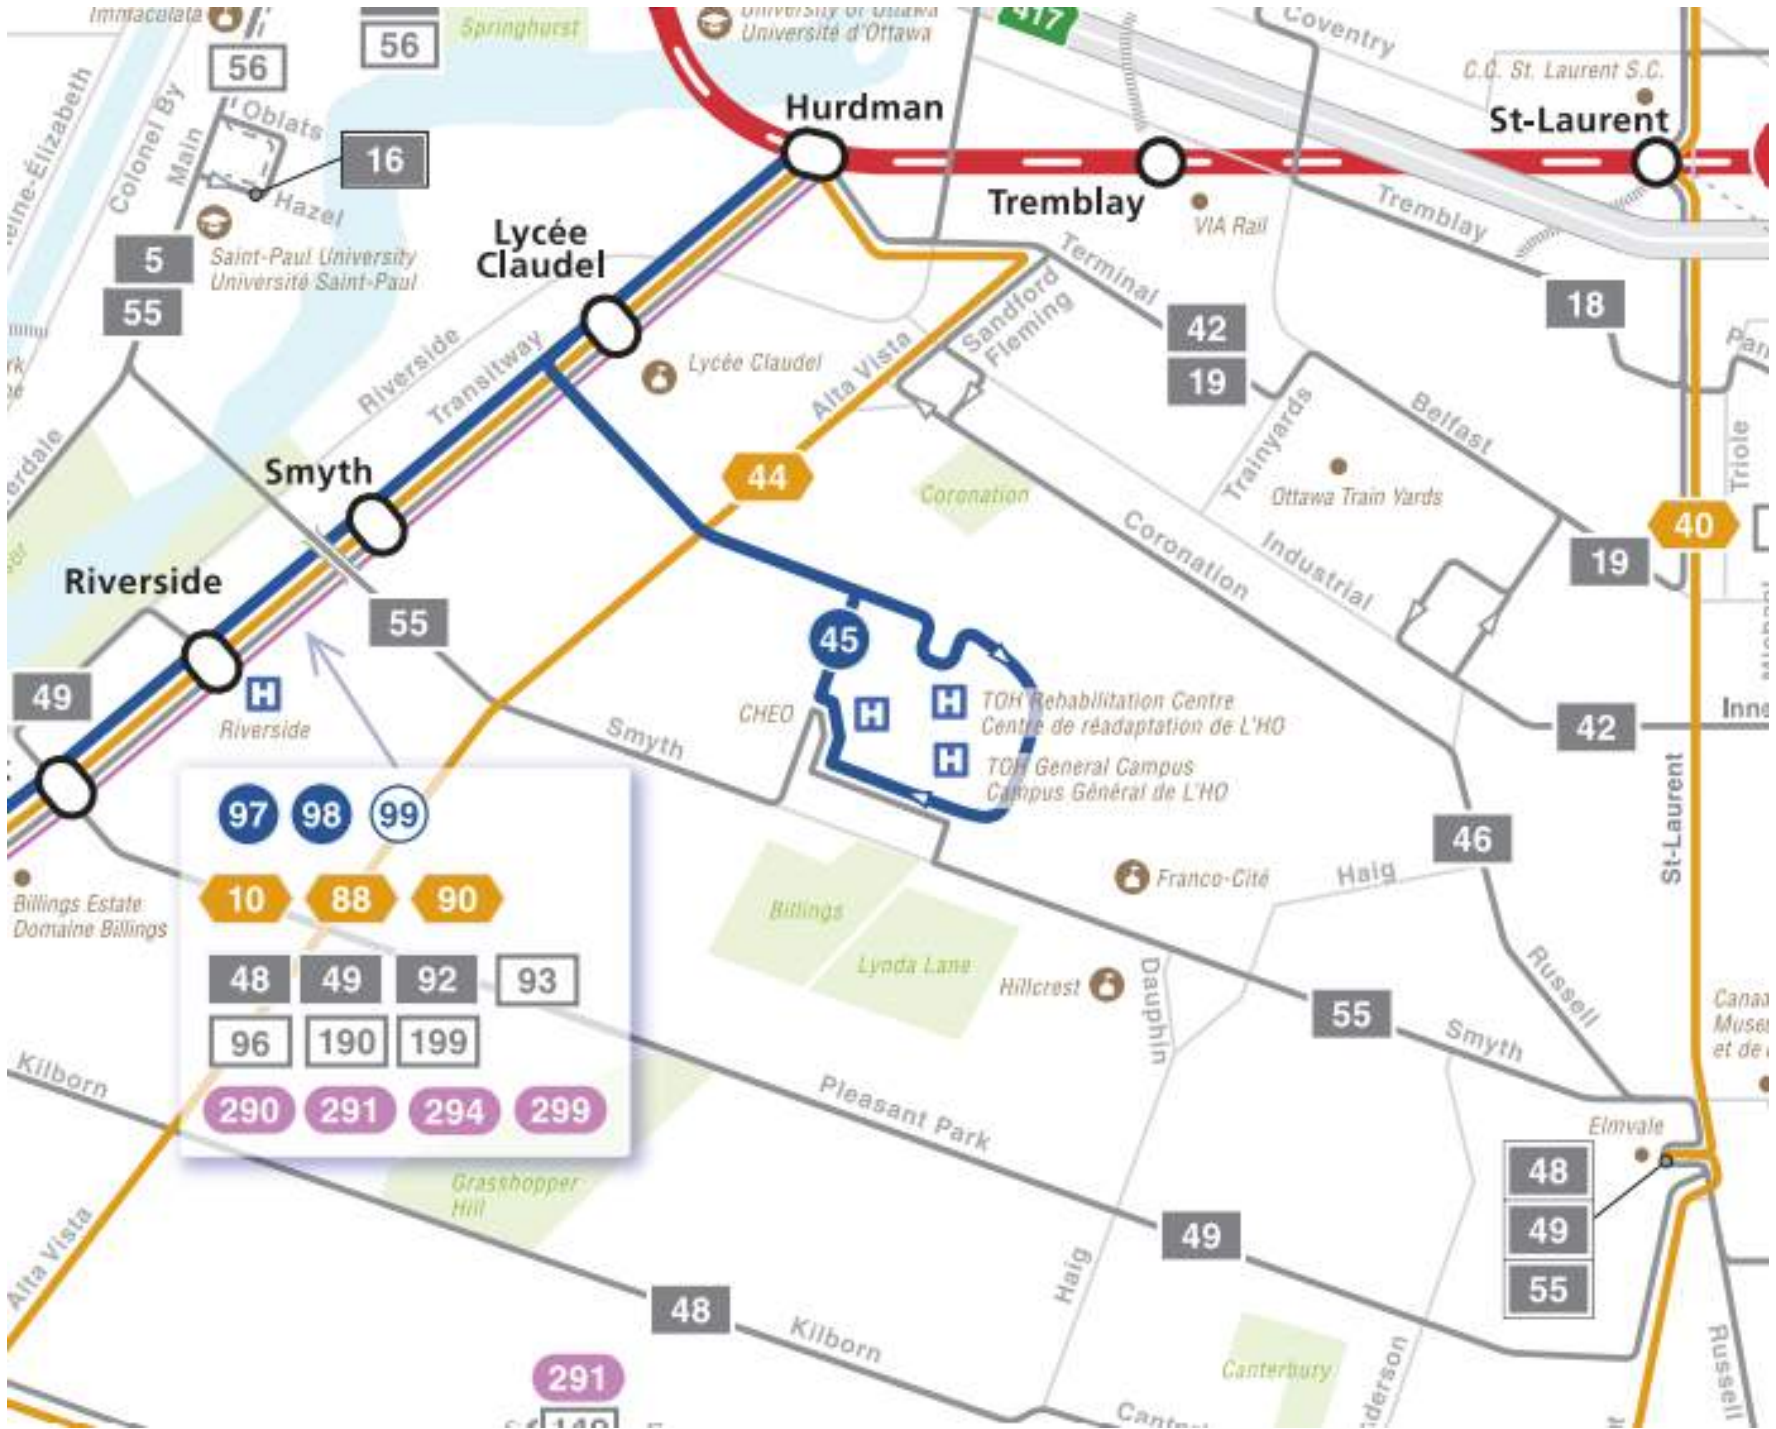 Immaculata
56
56
Springhurst
University of Ottawa
Université d'Ottawa
417
Coventry
C.C. St. Laurent S.C.
Hurdman
St-Laurent
Colonel By
Main
Oblats
16
Hazel
Tremblay
VIA Rail
Tremblay
5
55
Saint-Paul University
Université Saint-Paul
Lycée
Claudel
Riverside
Transitway
Lycée Claudel
Alta Vista
Sandford
Fleming
Terminal
42
19
18
Trainyards
Belfast
Triole
Smyth
44
Coronation
Ottawa Train Yards
40
Coronation
Industrial
19
Riverside
55
45
49
Riverside
CHEO
TOH Rehabilitation Centre
Centre de réadaptation de L'HO
TOH General Campus
Campus Général de L'HO
Smyth
42
St-Laurent
46
97 98 99
10 88 90
48 49 92 93
96 190 199
290 291 294 299
Billings Estate
Domaine Billings
Franco-Cité
Haig
Billings
Lynda Lane
Hillcrest
Dauphin
Russell
55
Smyth
Kilborn
Pleasant Park
Elmvale
48
49
55
Grasshopper
Hill
Alta Vista
49
Haig
48
Kilborn
Canterbury
Russell
291